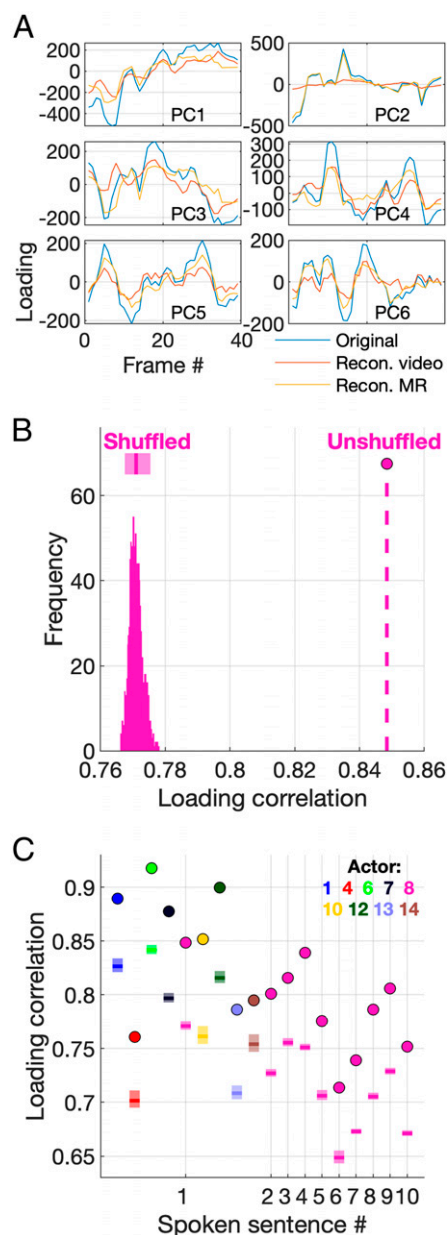 A
200
0
-200
-400
PC1
500
0
-500
PC2
200
0
-200
PC3
300
200
100
0
-100
PC4
200
0
-200
PC5
0
20
40
200
0
-200
PC6
Loading
Frame #
Original
Recon. video
Recon. MR
B
Shuffled
Unshuffled
60
40
20
0
Frequency
0.76
0.78
0.8
0.82
0.84
0.86
Loading correlation
C
Actor:
1 4 6 7 8
10 12 13 14
0.9
0.85
0.8
0.75
0.7
0.65
Loading correlation
1
2 3 4 5 6 7 8 9 10
Spoken sentence #